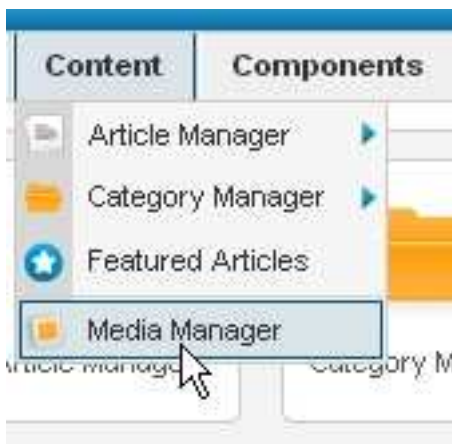 Content Components
Article Manager
Category Manager
Featured Articles
Media Manager
Category M